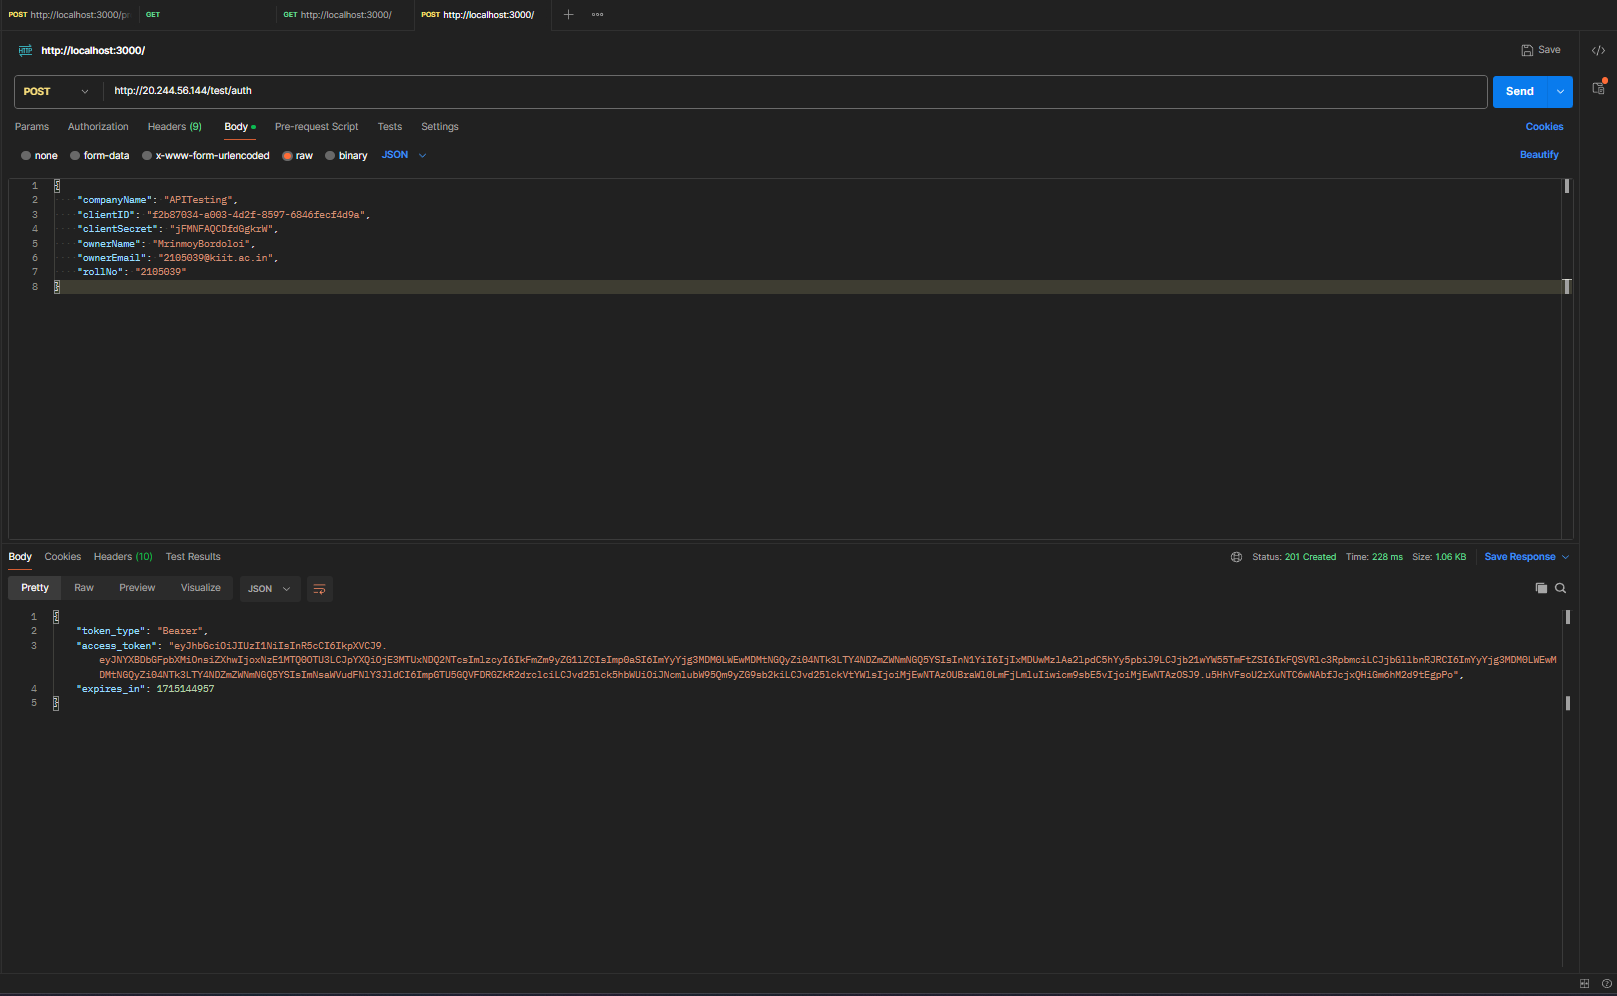 POST http://localhost:3000/pr
GET
GET http://localhost:3000/
POST http://localhost:3000/
HTTP http://localhost:3000/
Save
POST http://20.244.56.144/test/auth
Send
Params Authorization Headers (9) Body Pre-request Script Tests Settings
Cookies
none form-data x-www-form-urlencoded raw binary JSON
Beautify
1 {
2 "companyName": "APITesting",
3 "clientID": "f2b87034-a003-4d2f-8597-6846fecf4d9a",
4 "clientSecret": "jFMNFAQCDfdGgkrW",
5 "ownerName": "MrinmoyBordoloi",
6 "ownerEmail": "2105039@kiit.ac.in",
7 "rollNo": "2105039"
8 }
Body Cookies Headers (10) Test Results
Status: 201 Created Time: 228 ms Size: 1.06 KB Save Response
Pretty Raw Preview Visualize JSON
1 {
2 "token_type": "Bearer",
3 "access_token": "eyJhbGciOiJIUzI1NiIsInR5cCI6IkpXVCJ9.
4 "expires_in": 1715144957
5 }